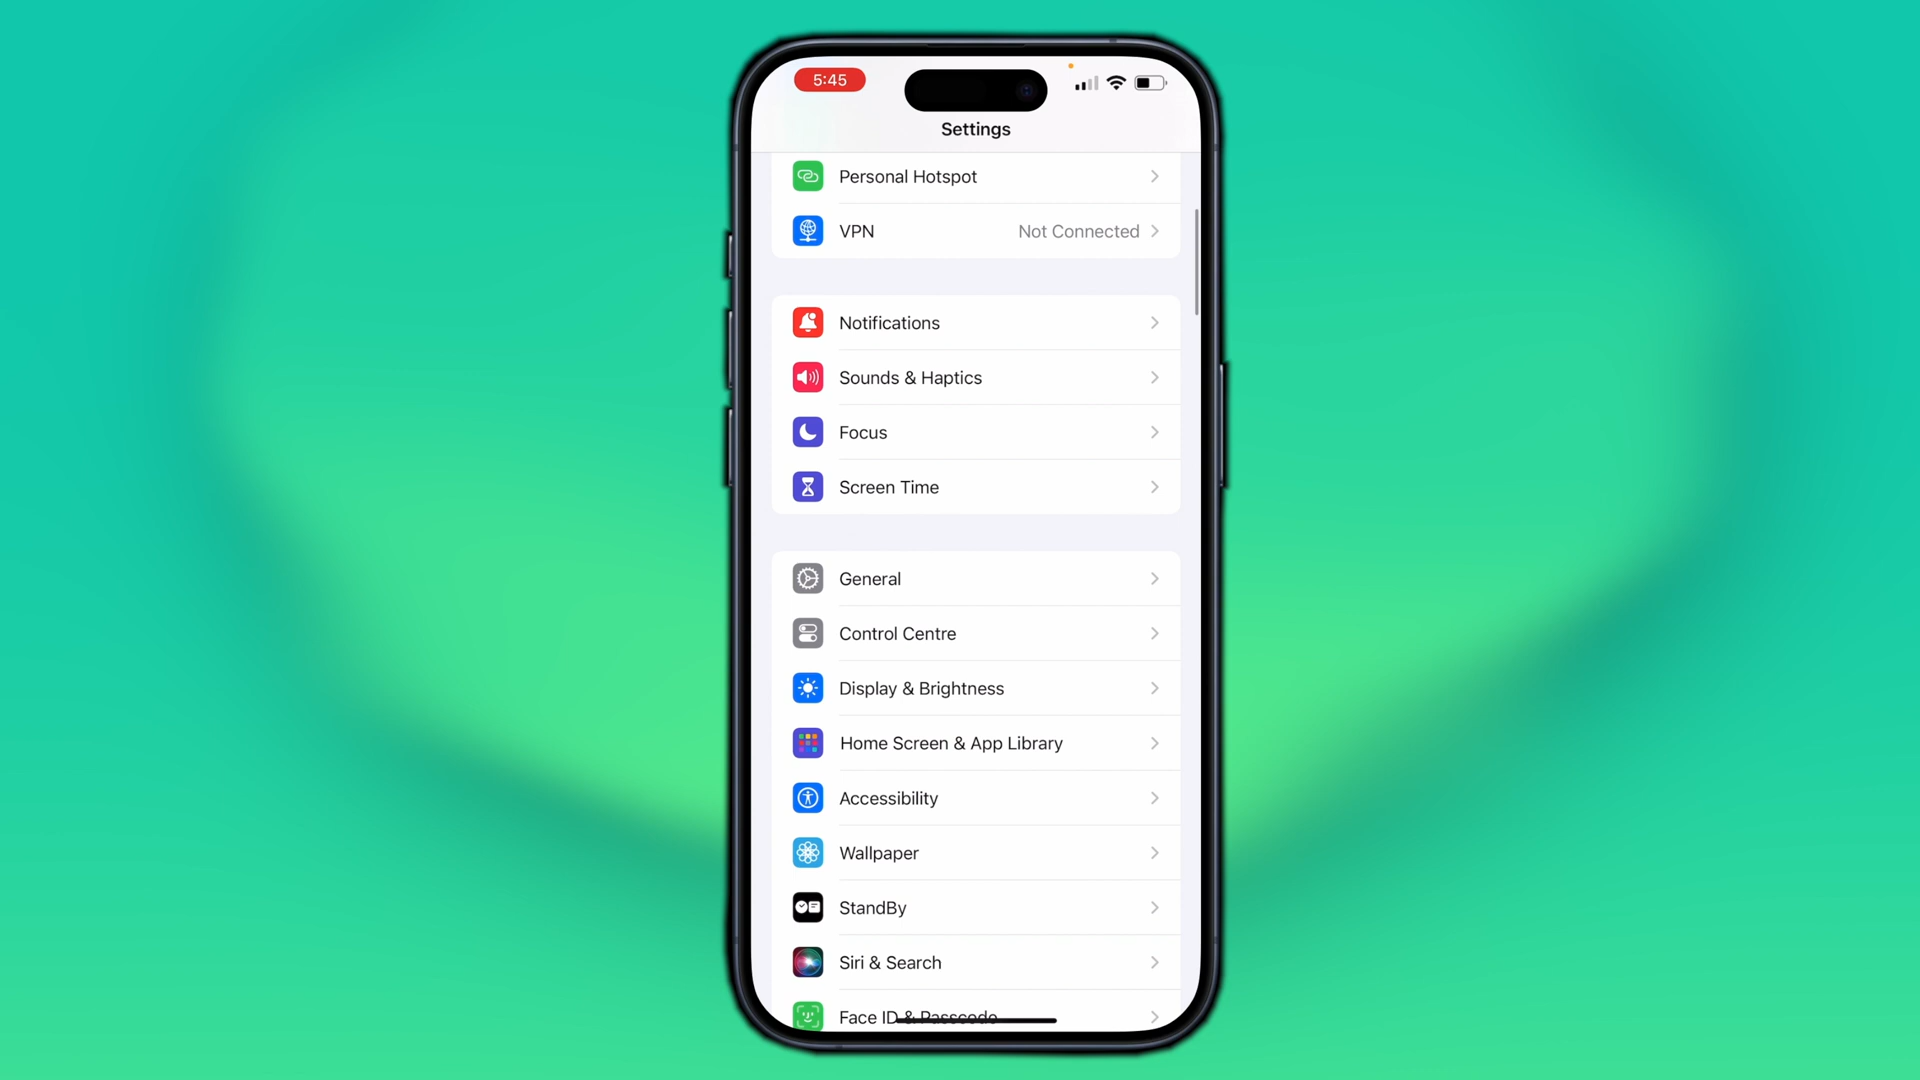 5:45
Settings
Personal Hotspot
VPN Not Connected
Notifications
Sounds & Haptics
Focus
Screen Time
General
Control Centre
Display & Brightness
Home Screen & App Library
Accessibility
Wallpaper
StandBy
Siri & Search
Face ID & Passcode